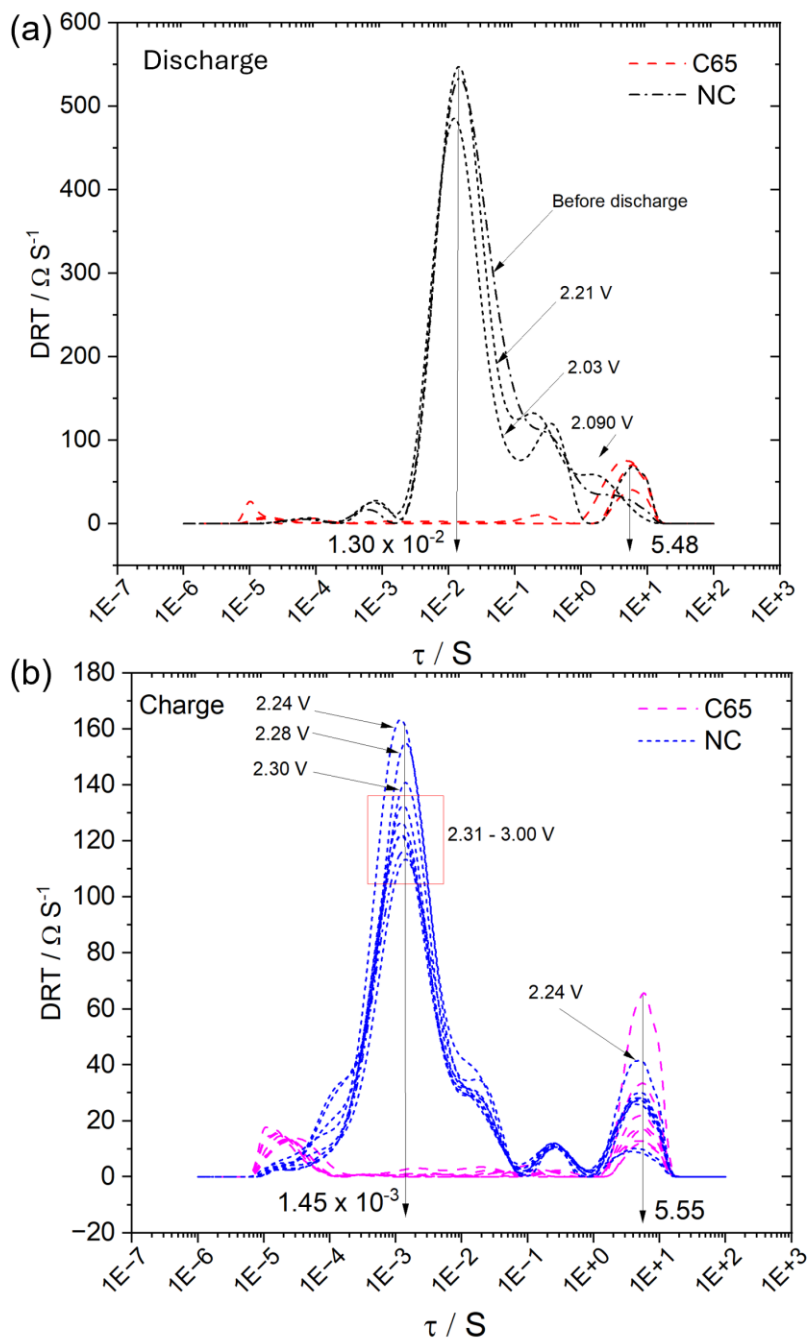 (a)
Discharge
C65
NC
Before discharge
2.21 V
2.03 V
2.090 V
1.30 x 10⁻²
5.48
600
500
400
300
200
100
0
DRT / Ω S⁻¹
1E−7
1E−6
1E−5
1E−4
1E−3
1E−2
1E−1
1E+0
1E+1
1E+2
1E+3
τ / S
(b)
Charge
C65
NC
2.24 V
2.28 V
2.30 V
2.31 - 3.00 V
2.24 V
1.45 x 10⁻³
5.55
180
160
140
120
100
80
60
40
20
0
−20
DRT / Ω S⁻¹
1E−7
1E−6
1E−5
1E−4
1E−3
1E−2
1E−1
1E+0
1E+1
1E+2
1E+3
τ / S